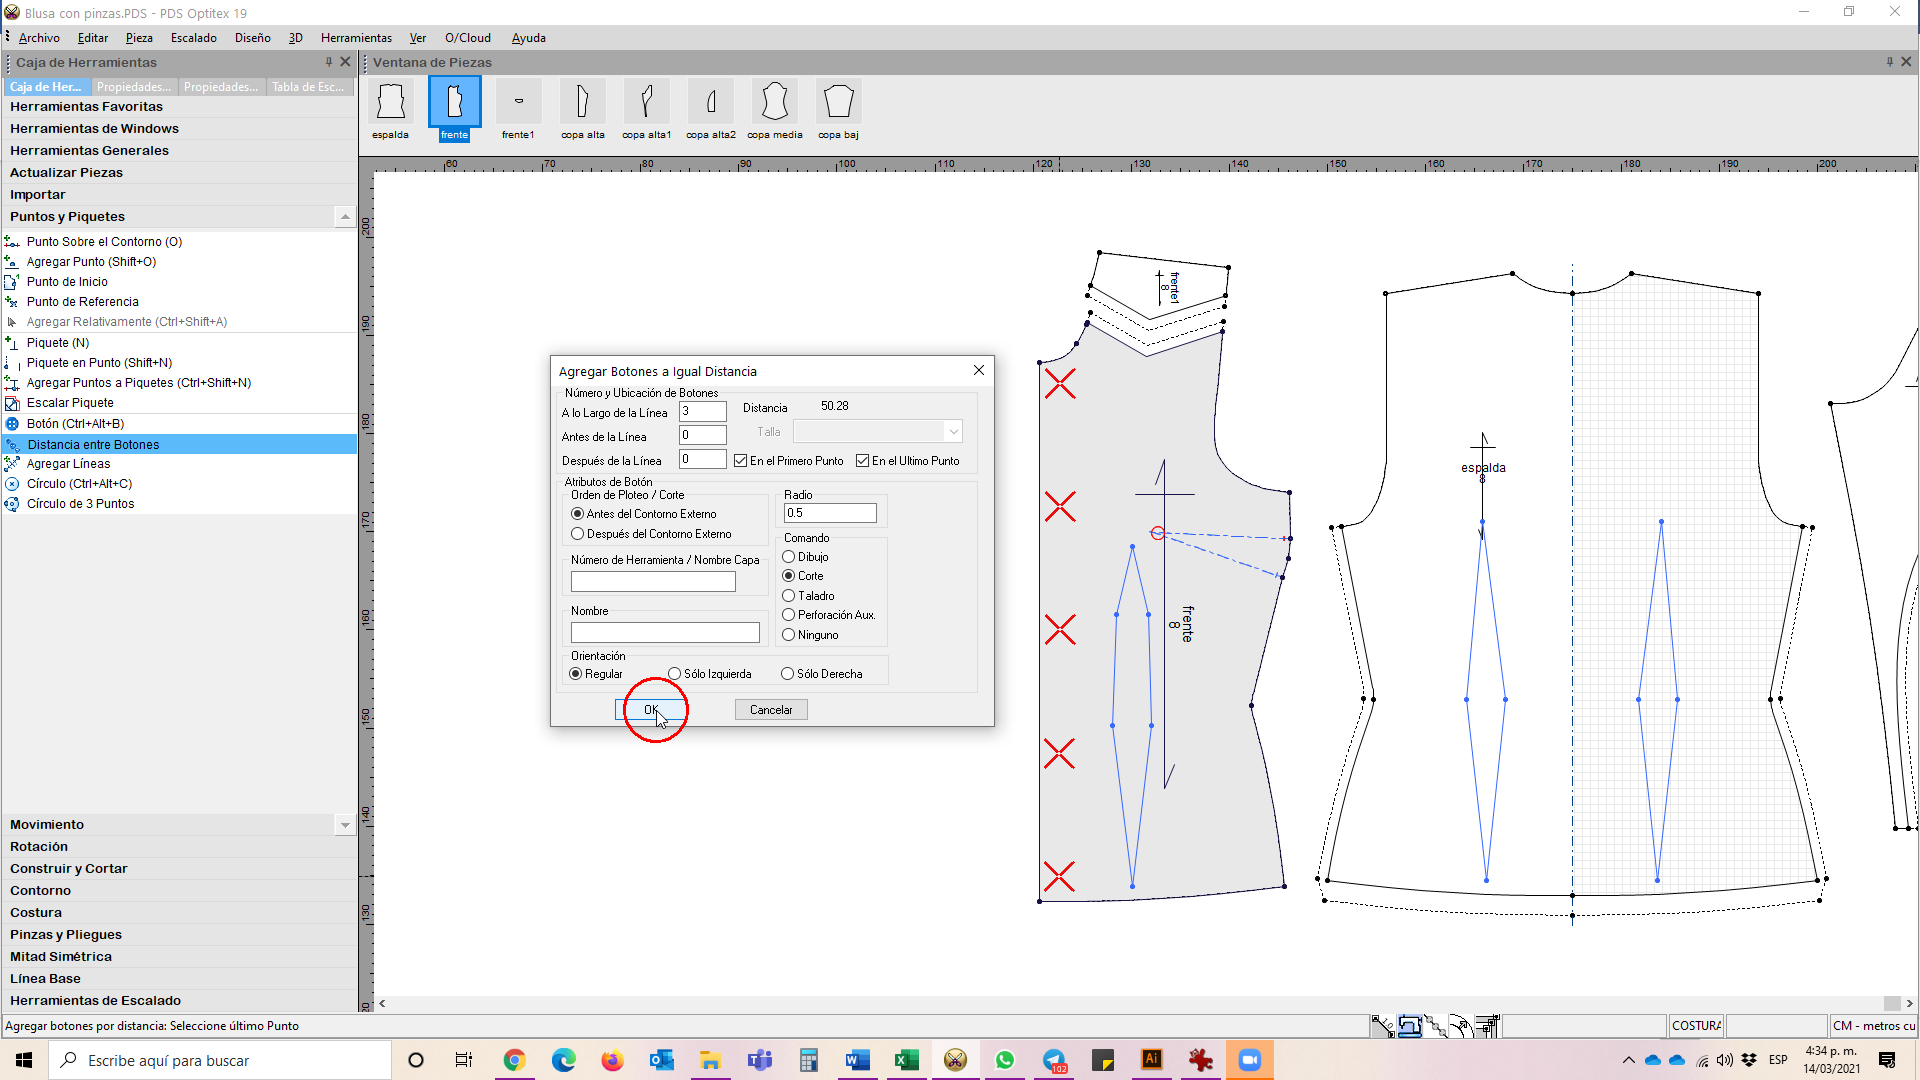 Blusa con pinzas.PDS - PDS Optitex 19
Archivo Editar Pieza Escalado Diseño 3D Herramientas Ver O/Cloud Ayuda
Caja de Herramientas
Ventana de Piezas
Caja de Her... Propiedades... Propiedades... Tabla de Esc...
Herramientas Favoritas
Herramientas de Windows
Herramientas Generales
Actualizar Piezas
Importar
Puntos y Piquetes
Punto Sobre el Contorno (O)
Agregar Punto (Shift+O)
Punto de Inicio
Punto de Referencia
Agregar Relativamente (Ctrl+Shift+A)
Piquete (N)
Piquete en Punto (Shift+N)
Agregar Puntos a Piquetes (Ctrl+Shift+N)
Escalar Piquete
Botón (Ctrl+Alt+B)
Distancia entre Botones
Agregar Líneas
Círculo (Ctrl+Alt+C)
Círculo de 3 Puntos
Movimiento
Rotación
Construir y Cortar
Contorno
Costura
Pinzas y Pliegues
Mitad Simétrica
Línea Base
Herramientas de Escalado
espalda frente frente1 copa alta copa alta1 copa alta2 copa media copa baj
60 70 80 90 100 110 120 130 140 150 160 170 180 190 200
200
190
180
170
160
150
140
130
20
frente1
8
frente
8
espalda
8
Agregar Botones a Igual Distancia
Número y Ubicación de Botones
A lo Largo de la Línea 3 Distancia 50.28
Antes de la Línea 0 Talla
Después de la Línea 0 En el Primero Punto En el Ultimo Punto
Atributos de Botón
Orden de Ploteo / Corte
Antes del Contorno Externo
Después del Contorno Externo
Radio
0.5
Número de Herramienta / Nombre Capa
Nombre
Comando
Dibujo
Corte
Taladro
Perforación Aux.
Ninguno
Orientación
Regular Sólo Izquierda Sólo Derecha
OK Cancelar
Agregar botones por distancia: Seleccione último Punto
COSTURA
CM - metros cu
Escribe aquí para buscar
102
Ai
ESP
4:34 p. m.
14/03/2021